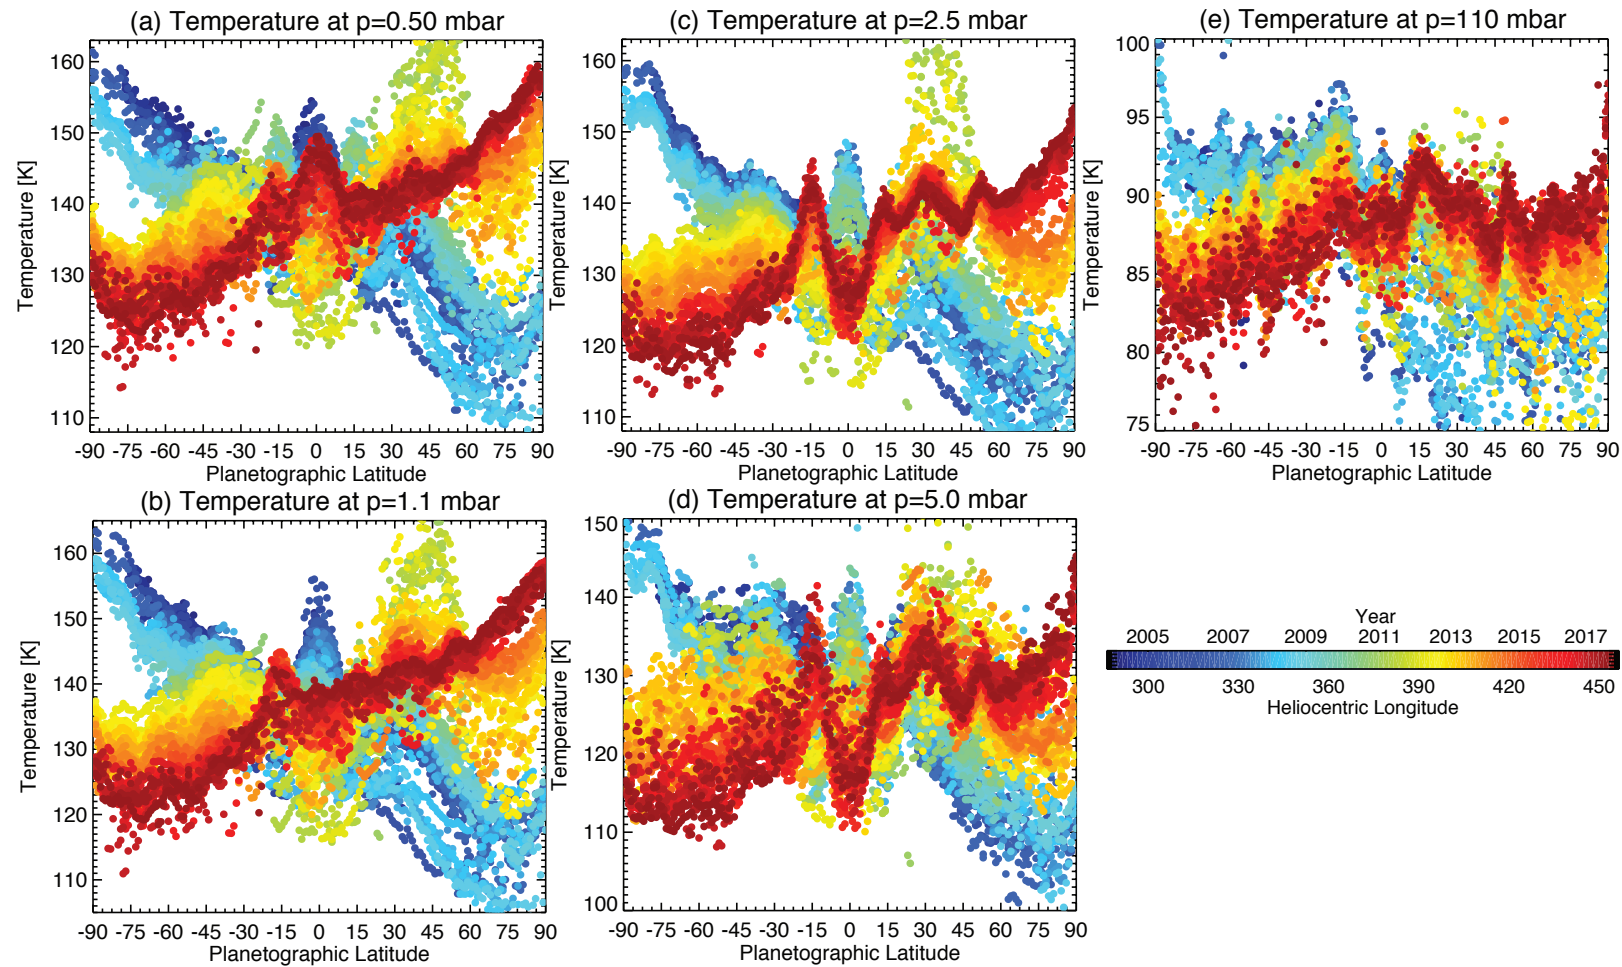 (a) Temperature at p=0.50 mbar
160
150
140
130
120
110
Temperature [K]
-90 -75 -60 -45 -30 -15 0 15 30 45 60 75 90
Planetographic Latitude
(c) Temperature at p=2.5 mbar
160
150
140
130
120
110
Temperature [K]
-90 -75 -60 -45 -30 -15 0 15 30 45 60 75 90
Planetographic Latitude
(e) Temperature at p=110 mbar
100
95
90
85
80
75
Temperature [K]
-90 -75 -60 -45 -30 -15 0 15 30 45 60 75 90
Planetographic Latitude
(b) Temperature at p=1.1 mbar
160
150
140
130
120
110
Temperature [K]
-90 -75 -60 -45 -30 -15 0 15 30 45 60 75 90
Planetographic Latitude
(d) Temperature at p=5.0 mbar
150
140
130
120
110
100
Temperature [K]
-90 -75 -60 -45 -30 -15 0 15 30 45 60 75 90
Planetographic Latitude
Year
2005 2007 2009 2011 2013 2015 2017
300 330 360 390 420 450
Heliocentric Longitude